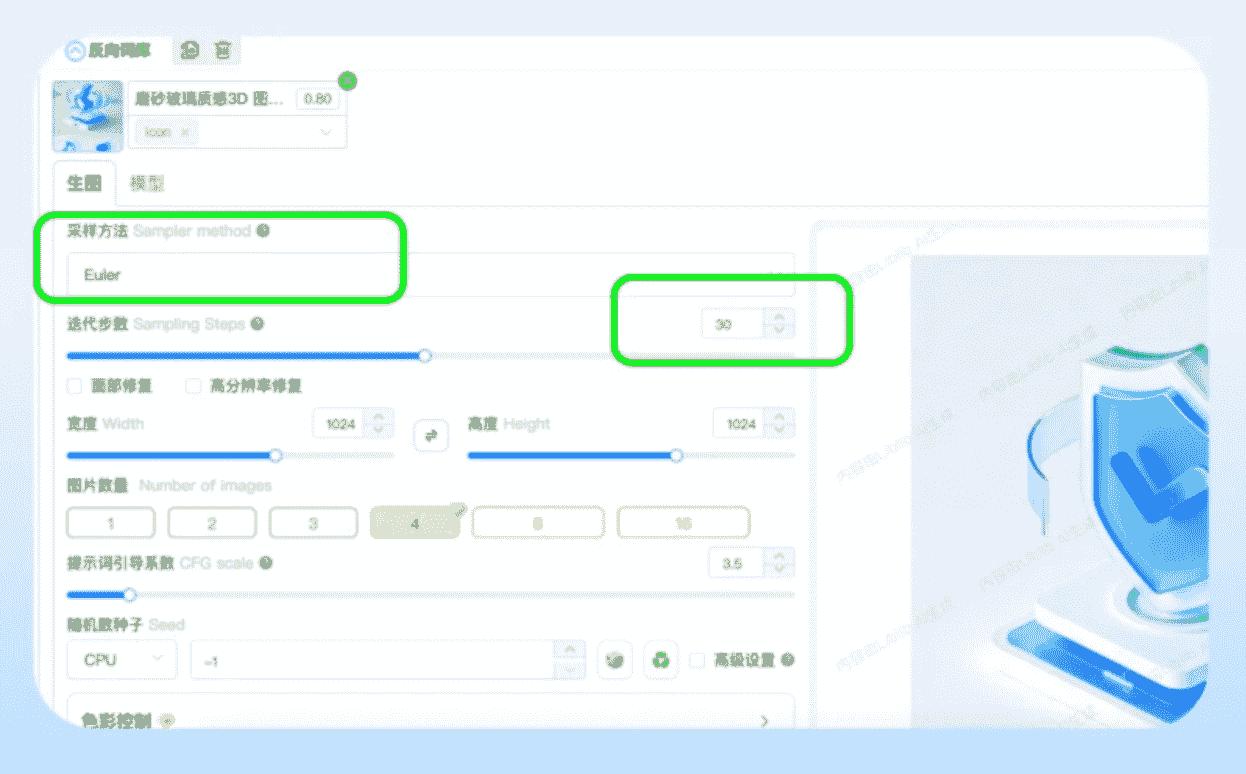 反向词库
磨砂玻璃质感3D 图... 0.80
icon ×
生图 模型
采样方法 Sampler method
Euler
迭代步数 Sampling Steps 30
面部修复 高分辨率修复
宽度 Width 1024 高度 Height 1024
图片数量 Number of images
1 2 3 4 8 16
提示词引导系数 CFG scale 3.5
随机数种子 Seed
CPU -1 高级设置
色彩控制